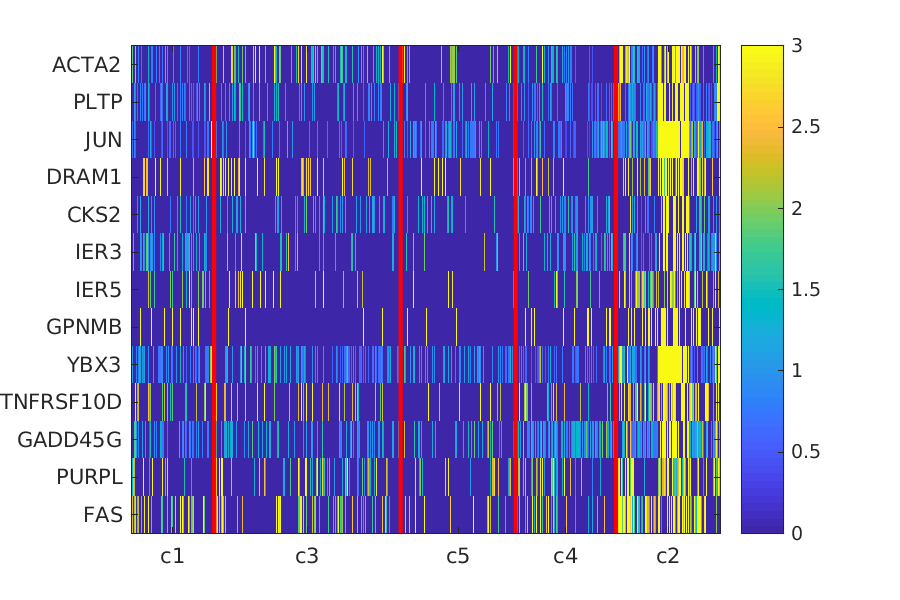 ACTA2
PLTP
JUN
DRAM1
CKS2
IER3
IER5
GPNMB
YBX3
TNFRSF10D
GADD45G
PURPL
FAS
c1 c3 c5 c4 c2
3
2.5
2
1.5
1
0.5
0